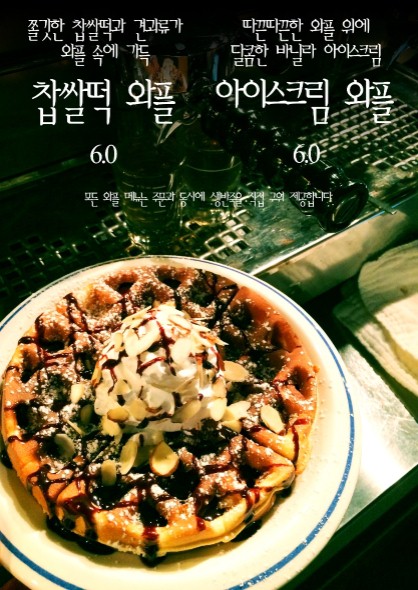 쫄깃한 찹쌀떡과 견과류가
와플 속에 가득
찹쌀떡 와플
6.0
따끈따끈한 와플 위에
달콤한 바닐라 아이스크림
아이스크림 와플
6.0
모든 와플 메뉴는 주문과 동시에 생반죽을 직접 구워 제공합니다